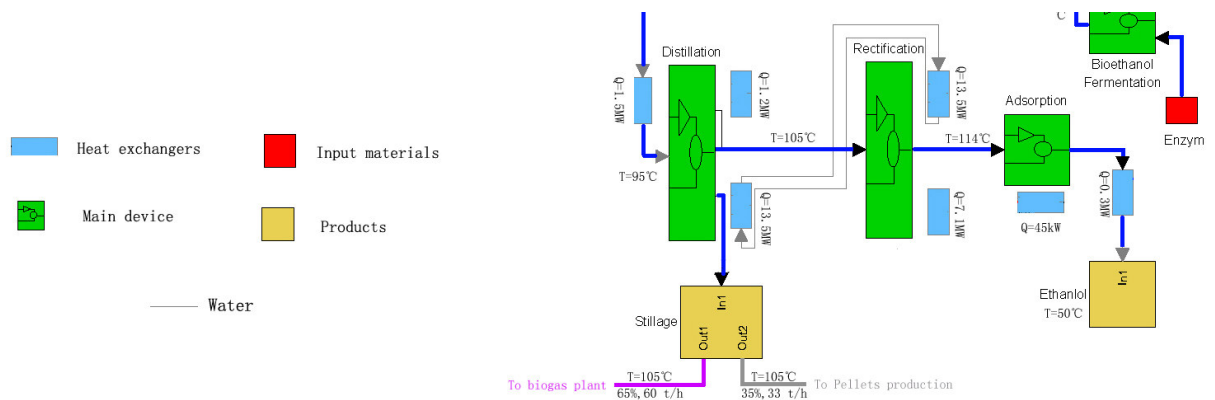 Heat exchangers
Input materials
Main device
Products
Water
Distillation
Rectification
Adsorption
Bioethanol
Fermentation
C
Enzym
Q=1.5MW
Q=1.2MW
Q=13.5MW
T=95℃
T=105℃
T=114℃
Q=13.5MW
Q=7.1MW
Q=45kW
Q=0.3MW
Ethanlol
T=50℃
In1
Stillage
In1
Out1
Out2
To biogas plant
T=105℃
65%,60 t/h
T=105℃
35%,33 t/h
To Pellets production